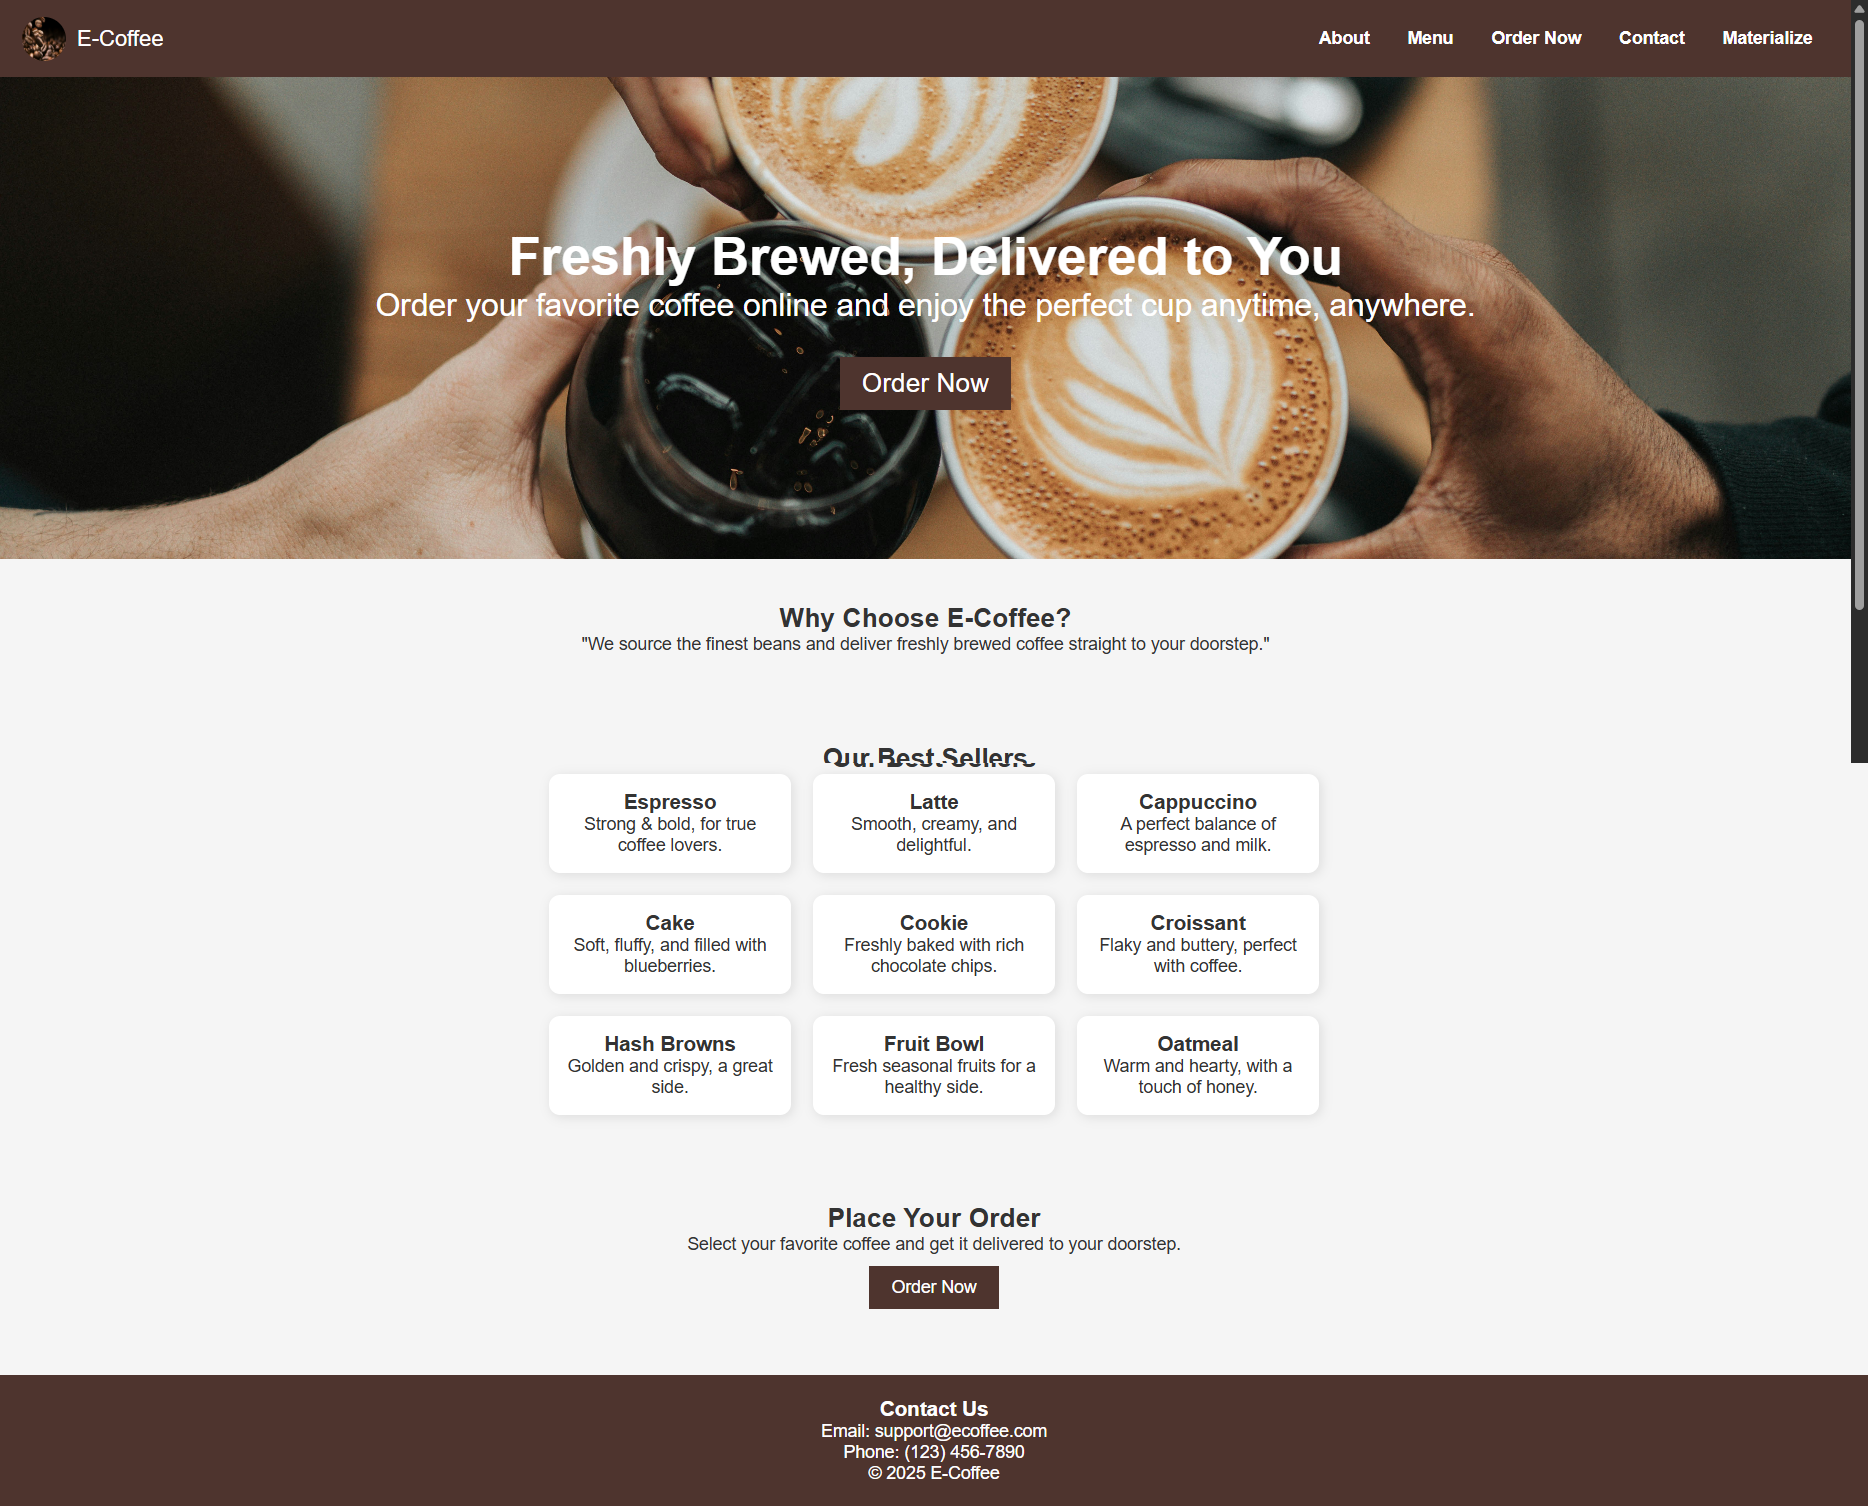 E-Coffee
About Menu Order Now Contact Materialize
Freshly Brewed, Delivered to You
Order your favorite coffee online and enjoy the perfect cup anytime, anywhere.
Order Now
Why Choose E-Coffee?
"We source the finest beans and deliver freshly brewed coffee straight to your doorstep."
Our Best Sellers
Espresso
Strong & bold, for true
coffee lovers.
Latte
Smooth, creamy, and
delightful.
Cappuccino
A perfect balance of
espresso and milk.
Cake
Soft, fluffy, and filled with
blueberries.
Cookie
Freshly baked with rich
chocolate chips.
Croissant
Flaky and buttery, perfect
with coffee.
Hash Browns
Golden and crispy, a great
side.
Fruit Bowl
Fresh seasonal fruits for a
healthy side.
Oatmeal
Warm and hearty, with a
touch of honey.
Place Your Order
Select your favorite coffee and get it delivered to your doorstep.
Order Now
Contact Us
Email: support@ecoffee.com
Phone: (123) 456-7890
© 2025 E-Coffee